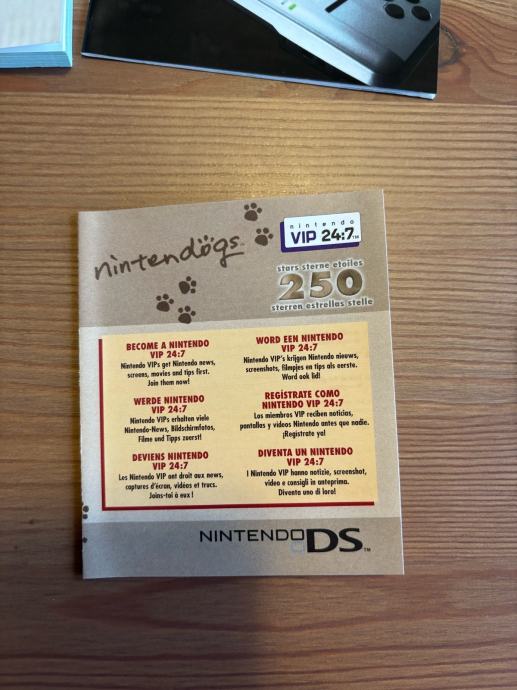 nintendogs™
nintendo
VIP 24:7™
stars sterne etoiles
250
sterren estrellas stelle
BECOME A NINTENDO
VIP 24:7
Nintendo VIPs get Nintendo news,
screens, movies and tips first.
Join them now!
WERDE NINTENDO
VIP 24:7
Nintendo VIPs erhalten viele
Nintendo-News, Bildschirmfotos,
Filme und Tipps zuerst!
DEVIENS NINTENDO
VIP 24:7
Les Nintendo VIP ont droit aux news,
captures d'écran, vidéos et trucs.
Joins-toi à eux !
WORD EEN NINTENDO
VIP 24:7
Nintendo VIP's krijgen Nintendo nieuws,
screenshots, filmpjes en tips als eerste.
Word ook lid!
REGÍSTRATE COMO
NINTENDO VIP 24:7
Los miembros VIP reciben noticias,
pantallas y vídeos Nintendo antes que nadie.
¡Regístrate ya!
DIVENTA UN NINTENDO
VIP 24:7
I Nintendo VIP hanno notizie, screenshot,
video e consigli in anteprima.
Diventa uno di loro!
NINTENDO DS™